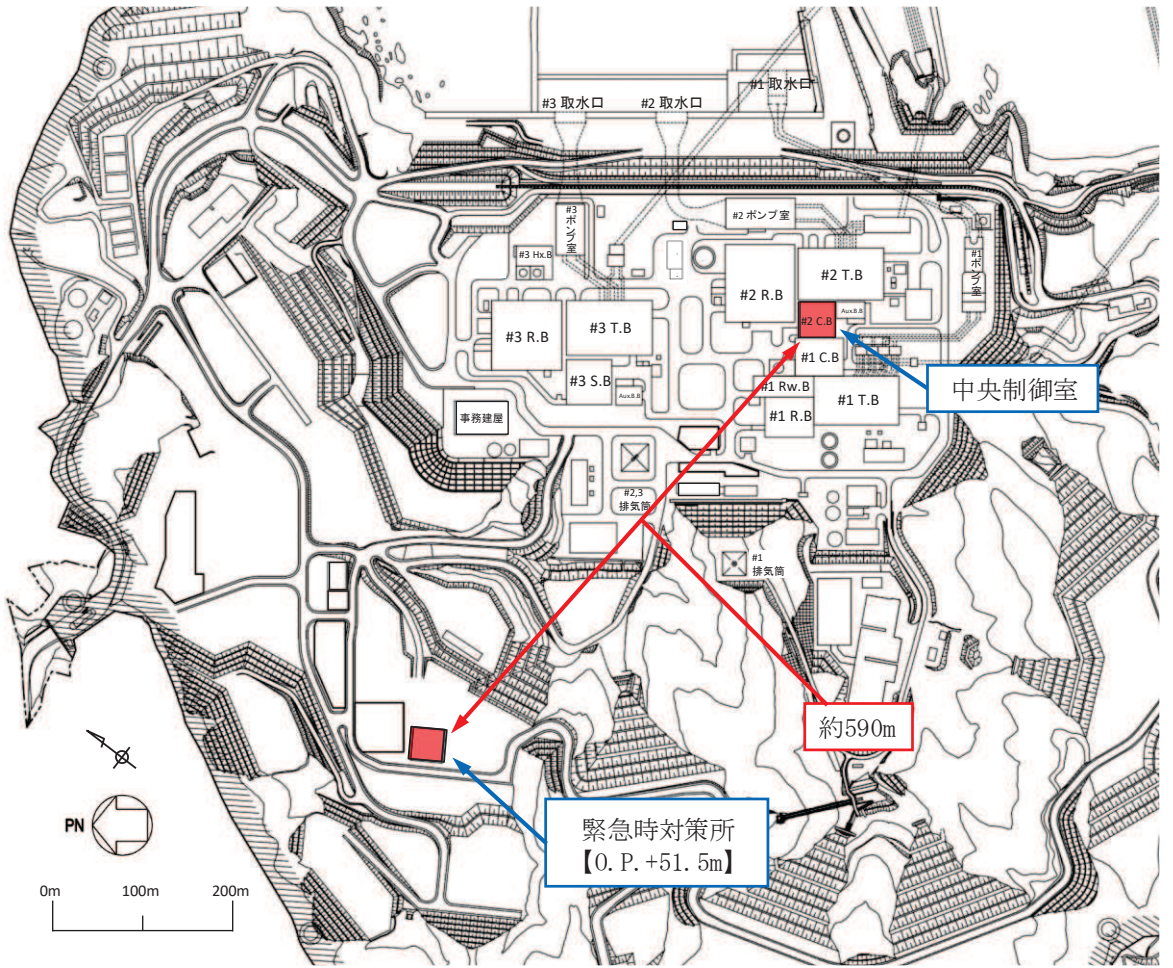 #1 取水口
#3 取水口
#2 取水口
#3 ポンプ室
#2 ポンプ室
#1 ポンプ室
#3 Hx.B
#2 R.B
#2 T.B
#3 R.B
#3 T.B
#2 C.B
Aux.B.B
#1 C.B
#3 S.B
Aux.B.B
#1 Rw.B
#1 R.B
#1 T.B
中央制御室
事務建屋
#2,3
排気筒
#1
排気筒
約590m
緊急時対策所
【O.P.+51.5m】
PN
0m
100m
200m